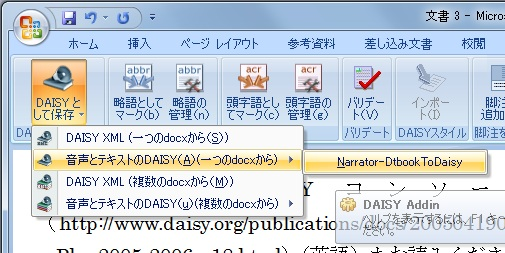 文書 3 - Micros
ホーム 挿入 ページ レイアウト 参考資料 差し込み文書 校閲
DAISYとして保存
略語としてマーク(b)
略語の管理(n)
頭字語としてマーク(c)
頭字語の管理(g)
バリデート(V)
インポート(I)
脚注を追加
バリデート DAISYスタイル
DAISY XML (一つのdocxから(S))
音声とテキストのDAISY(A)(一つのdocxから)
Narrator-DtbookToDaisy
DAISY XML (複数のdocxから(M))
音声とテキストのDAISY(y)(複数のdocxから)
DAISY Addin
ヘルプを表示するには、F1 キー
ださい。
(http://www.daisy.org/publications/docs/200504190